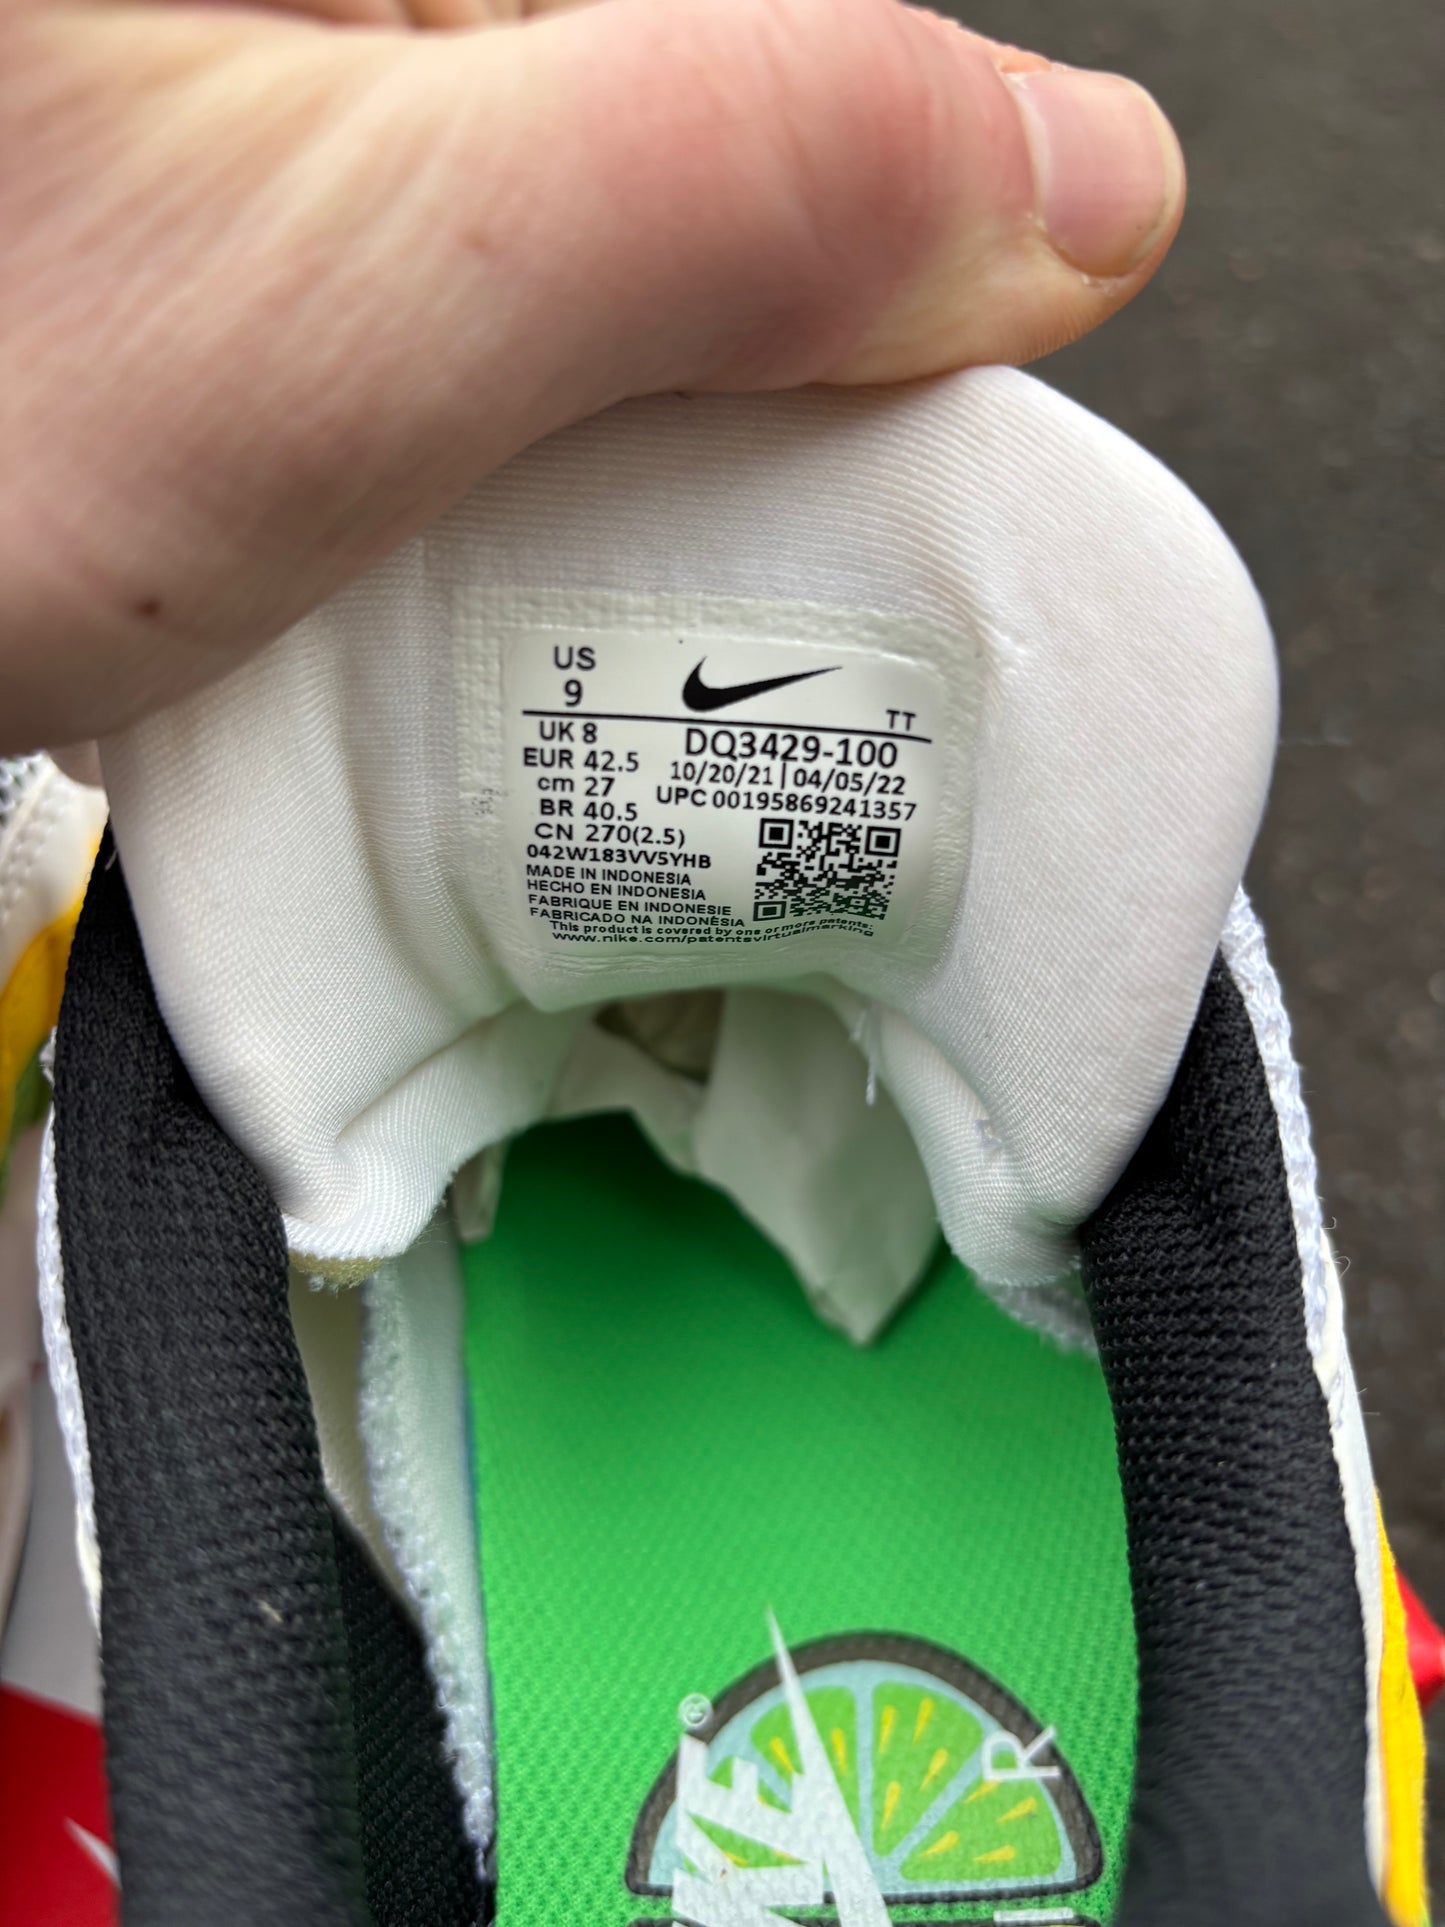 US
9
TT
UK 8
DQ3429-100
EUR 42.5
10/20/21 | 04/05/22
cm 27
UPC 00195869241357
BR 40.5
CN 270(2.5)
042W183VV5YHB
MADE IN INDONESIA
HECHO EN INDONESIA
FABRIQUE EN INDONESIE
FABRICADO NA INDONÉSIA
This product is covered by one or more patents:
www.nike.com/patentsvirtualmarking
®
R